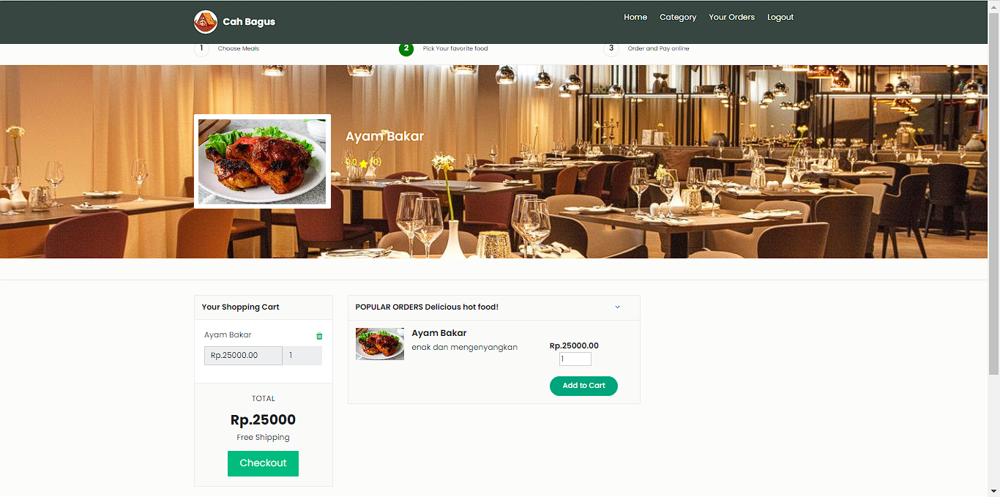 Cah Bagus
Home Category Your Orders Logout
1 Choose Meals
2 Pick Your favorite food
3 Order and Pay online
Ayam Bakar
0.0 (0)
Your Shopping Cart
Ayam Bakar
Rp.25000.00 1
TOTAL
Rp.25000
Free Shipping
Checkout
POPULAR ORDERS Delicious hot food!
Ayam Bakar
enak dan mengenyangkan
Rp.25000.00
1
Add to Cart